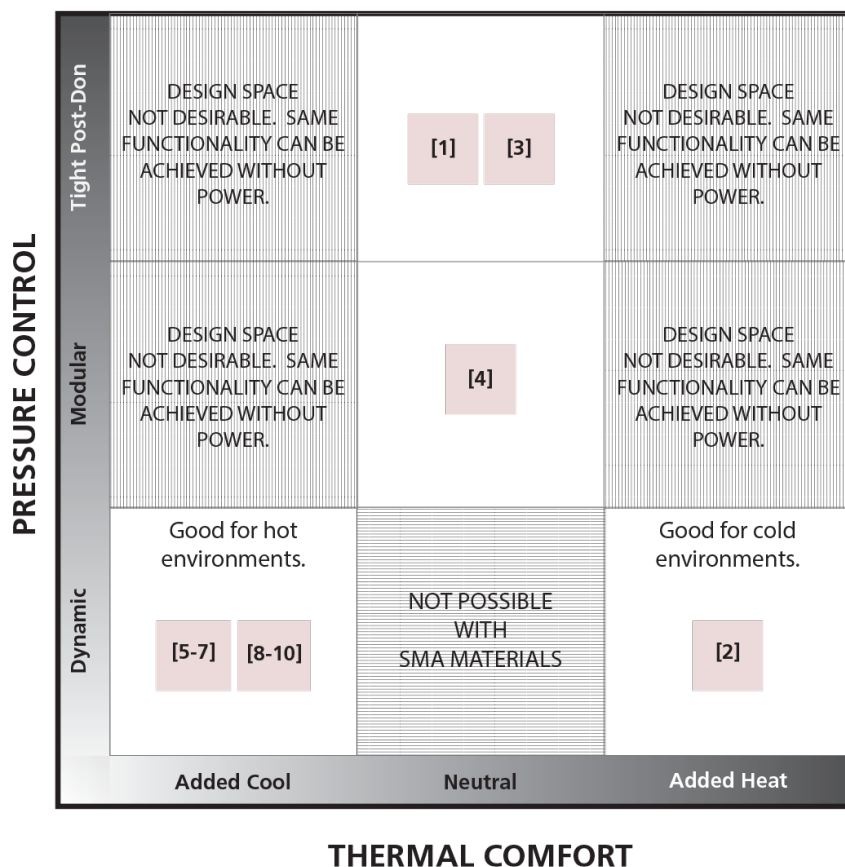 PRESSURE CONTROL
Tight Post-Don
DESIGN SPACE
NOT DESIRABLE. SAME
FUNCTIONALITY CAN BE
ACHIEVED WITHOUT
POWER.
[1] [3]
DESIGN SPACE
NOT DESIRABLE. SAME
FUNCTIONALITY CAN BE
ACHIEVED WITHOUT
POWER.
Modular
DESIGN SPACE
NOT DESIRABLE. SAME
FUNCTIONALITY CAN BE
ACHIEVED WITHOUT
POWER.
[4]
DESIGN SPACE
NOT DESIRABLE. SAME
FUNCTIONALITY CAN BE
ACHIEVED WITHOUT
POWER.
Dynamic
Good for hot
environments.
[5-7] [8-10]
NOT POSSIBLE
WITH
SMA MATERIALS
Good for cold
environments.
[2]
Added Cool
Neutral
Added Heat
THERMAL COMFORT